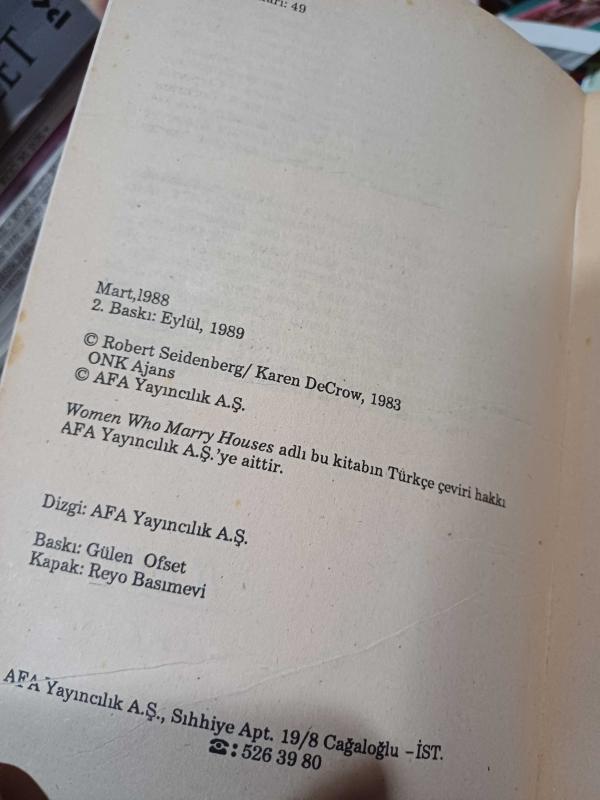 : 49
Mart,1988
2. Baskı: Eylül, 1989
© Robert Seidenberg/ Karen DeCrow, 1983
ONK Ajans
© AFA Yayıncılık A.Ş.
Women Who Marry Houses adlı bu kitabın Türkçe çeviri hakkı
AFA Yayıncılık A.Ş.'ye aittir.
Dizgi: AFA Yayıncılık A.Ş.
Baskı: Gülen Ofset
Kapak: Reyo Basımevi
AFA Yayıncılık A.Ş., Sıhhiye Apt. 19/8 Cağaloğlu –İST.
☎: 526 39 80